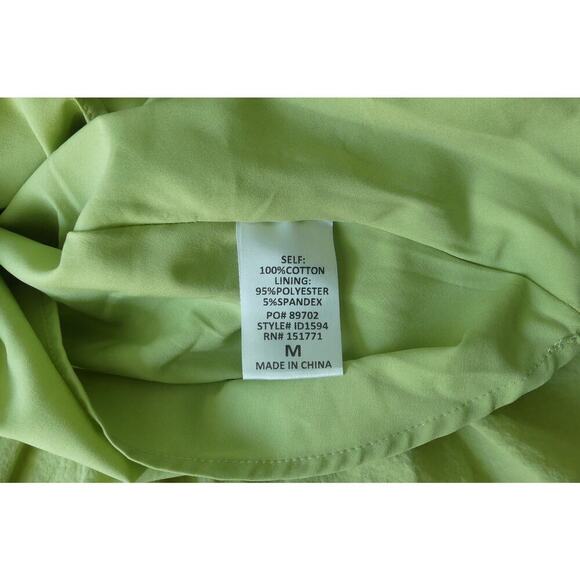 SELF:
100%COTTON
LINING:
95%POLYESTER
5%SPANDEX
PO# 89702
STYLE# ID1594
RN# 151771
M
MADE IN CHINA